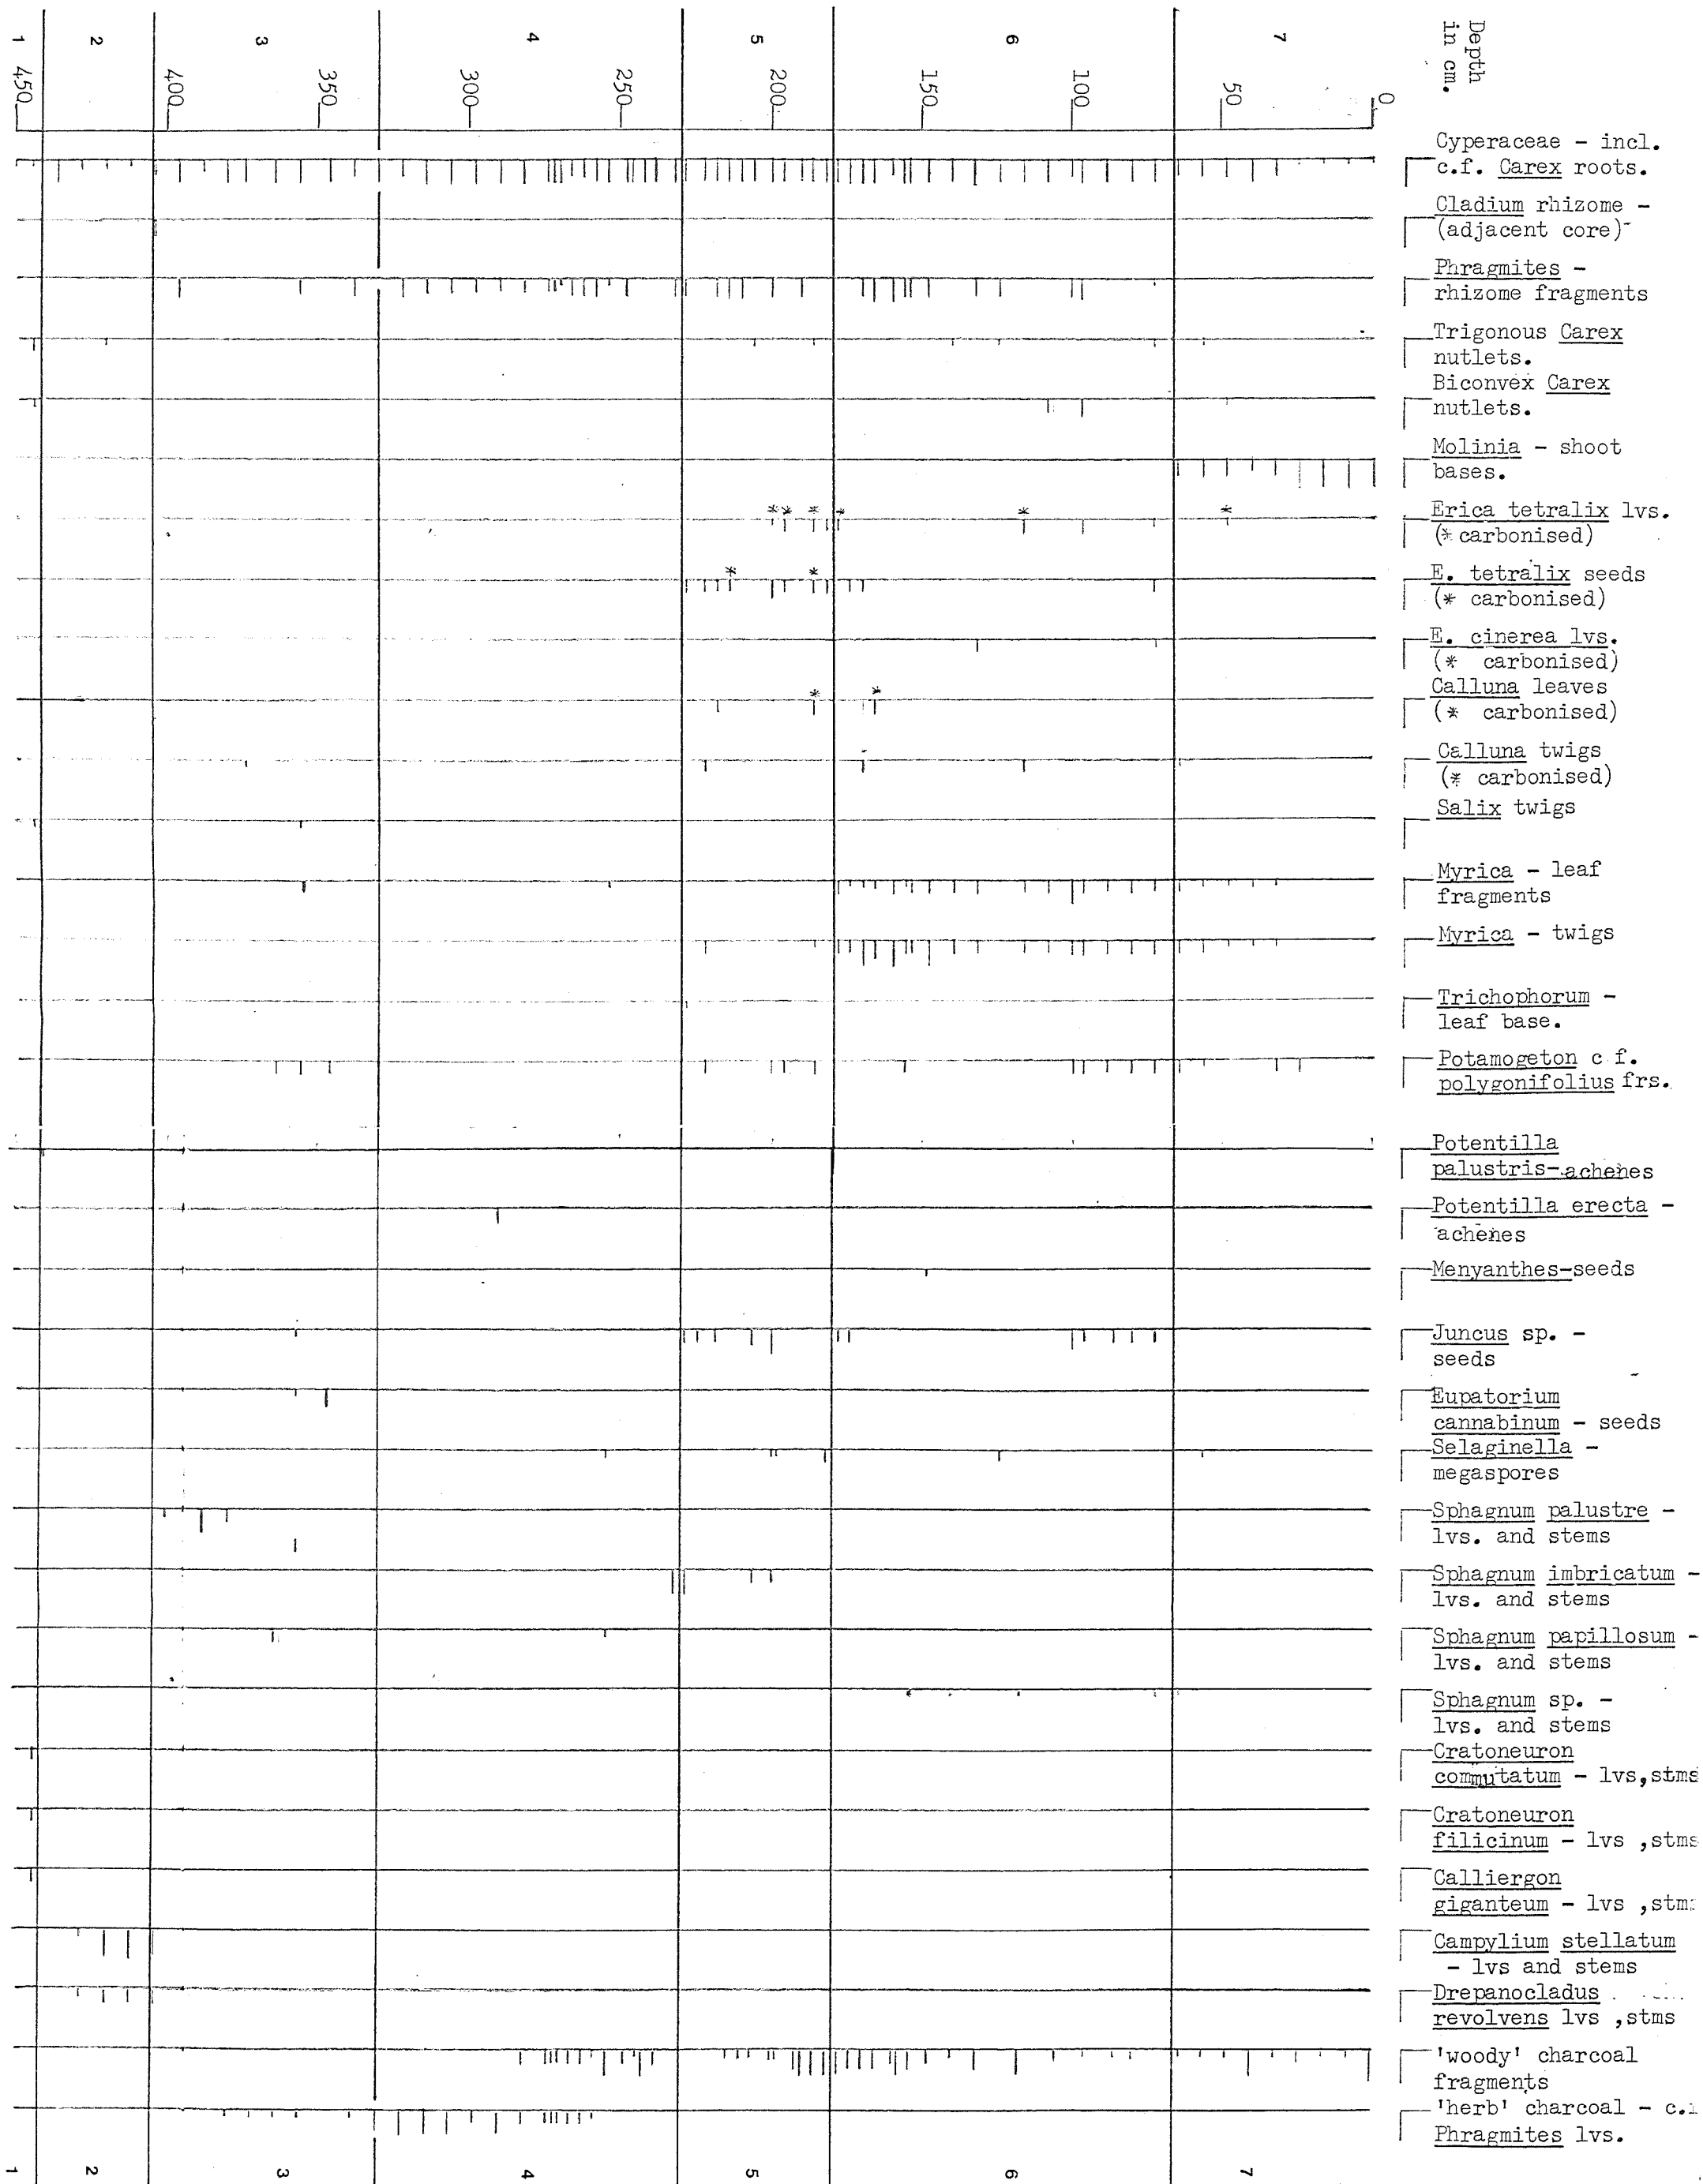 7
6
5
4
3
2
1
Depth
in cm.
0
50
100
150
200
250
300
350
400
450
Cyperaceae - incl.
c.f. Carex roots.
Cladium rhizome -
(adjacent core)-
Phragmites -
rhizome fragments
Trigonous Carex
nutlets.
Biconvex Carex
nutlets.
Molinia - shoot
bases.
* * * * * *
Erica tetralix lvs.
(* carbonised)
* *
E. tetralix seeds
(* carbonised)
E. cinerea lvs.
(* carbonised)
* *
Calluna leaves
(* carbonised)
Calluna twigs
(* carbonised)
Salix twigs
Myrica - leaf
fragments
Myrica - twigs
Trichophorum -
leaf base.
Potamogeton c f.
polygonifolius frs.
Potentilla
palustris-achenes
Potentilla erecta -
achenes
Menyanthes-seeds
Juncus sp. -
seeds
Eupatorium
cannabinum - seeds
Selaginella -
megaspores
Sphagnum palustre -
lvs. and stems
Sphagnum imbricatum -
lvs. and stems
Sphagnum papillosum -
lvs. and stems
Sphagnum sp. -
lvs. and stems
Cratoneuron
commutatum - lvs,stms
Cratoneuron
filicinum - lvs ,stms
Calliergon
giganteum - lvs ,stm
Campylium stellatum
- lvs and stems
Drepanocladus
revolvens lvs ,stms
'woody' charcoal
fragments
'herb' charcoal - c.
Phragmites lvs.
1
2
3
4
5
6
7